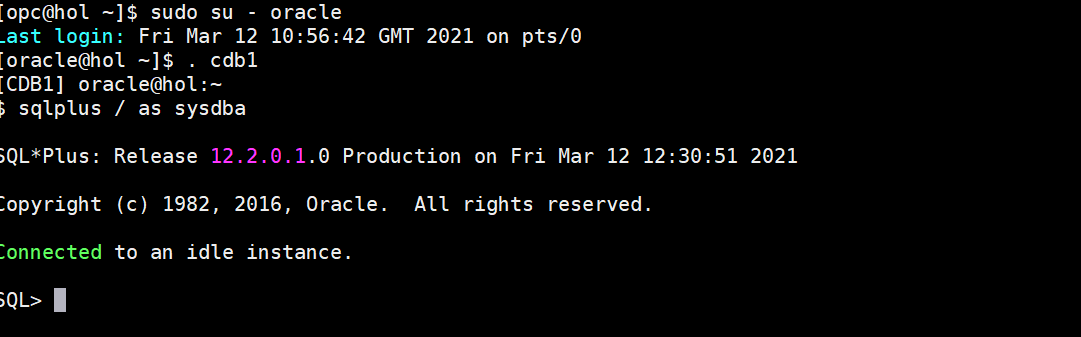 [opc@hol ~]$ sudo su - oracle
Last login: Fri Mar 12 10:56:42 GMT 2021 on pts/0
[oracle@hol ~]$ . cdb1
[CDB1] oracle@hol:~
$ sqlplus / as sysdba
SQL*Plus: Release 12.2.0.1.0 Production on Fri Mar 12 12:30:51 2021
Copyright (c) 1982, 2016, Oracle.  All rights reserved.
Connected to an idle instance.
SQL>